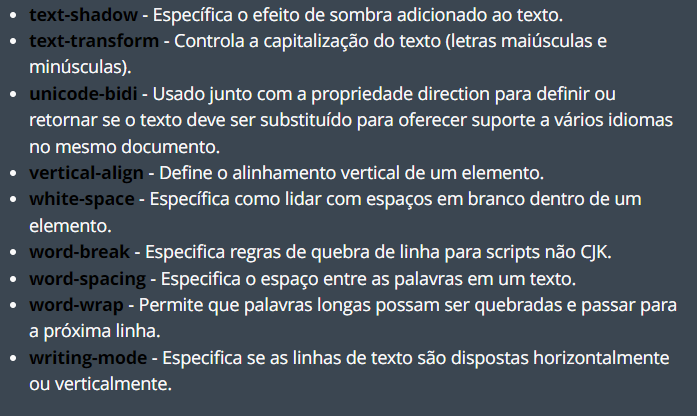 • text-shadow - Específica o efeito de sombra adicionado ao texto.
• text-transform - Controla a capitalização do texto (letras maiúsculas e
minúsculas).
• unicode-bidi - Usado junto com a propriedade direction para definir ou
retornar se o texto deve ser substituído para oferecer suporte a vários idiomas
no mesmo documento.
• vertical-align - Define o alinhamento vertical de um elemento.
• white-space - Específica como lidar com espaços em branco dentro de um
elemento.
• word-break - Especifica regras de quebra de linha para scripts não CJK.
• word-spacing - Especifica o espaço entre as palavras em um texto.
• word-wrap - Permite que palavras longas possam ser quebradas e passar para
a próxima linha.
• writing-mode - Especifica se as linhas de texto são dispostas horizontalmente
ou verticalmente.